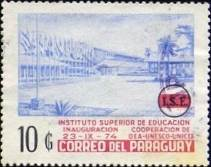 I.S.E.
INSTITUTO SUPERIOR DE EDUCACION
INAUGURACION COOPERACION DE
23-IX-74 OEA-UNESCO-UNICEF
10 ₲ CORREO DEL PARAGUAY